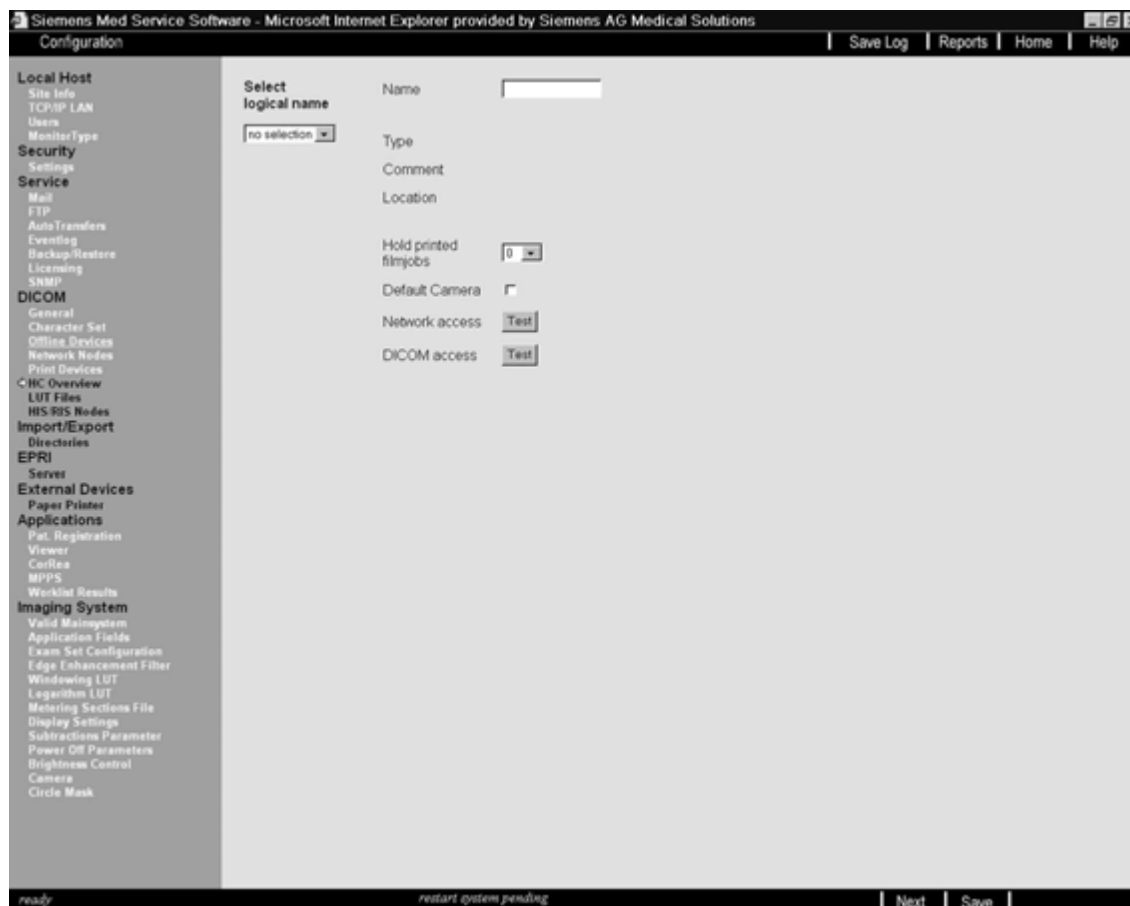 Siemens Med Service Software - Microsoft Internet Explorer provided by Siemens AG Medical Solutions
Configuration
Save Log
Reports
Home
Help
Local Host
Site Info
TCP/IP LAN
Users
MonitorType
Security
Settings
Service
Mail
FTP
AutoTransfers
Eventlog
Backup/Restore
Licensing
SNMP
DICOM
General
Character Set
Offline Devices
Network Nodes
Print Devices
HC Overview
LUT Files
HIS/RIS Nodes
Import/Export
Directories
EPRI
Server
External Devices
Paper Printer
Applications
Pat. Registration
Viewer
CorRea
MPPS
Worklist Results
Imaging System
Valid Mainsystem
Application Fields
Exam Set Configuration
Edge Enhancement Filter
Windowing LUT
Logarithm LUT
Metering Sections File
Display Settings
Subtractions Parameter
Power Off Parameters
Brightness Control
Camera
Circle Mask
Select
logical name
no selection
Name
Type
Comment
Location
Hold printed
filmjobs
0
Default Camera
Network access
Test
DICOM access
Test
ready
restart system pending
Next
Save